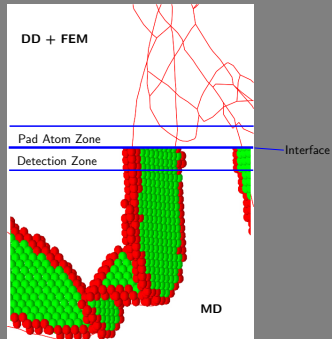 DD + FEM
Pad Atom Zone
Interface
Detection Zone
MD